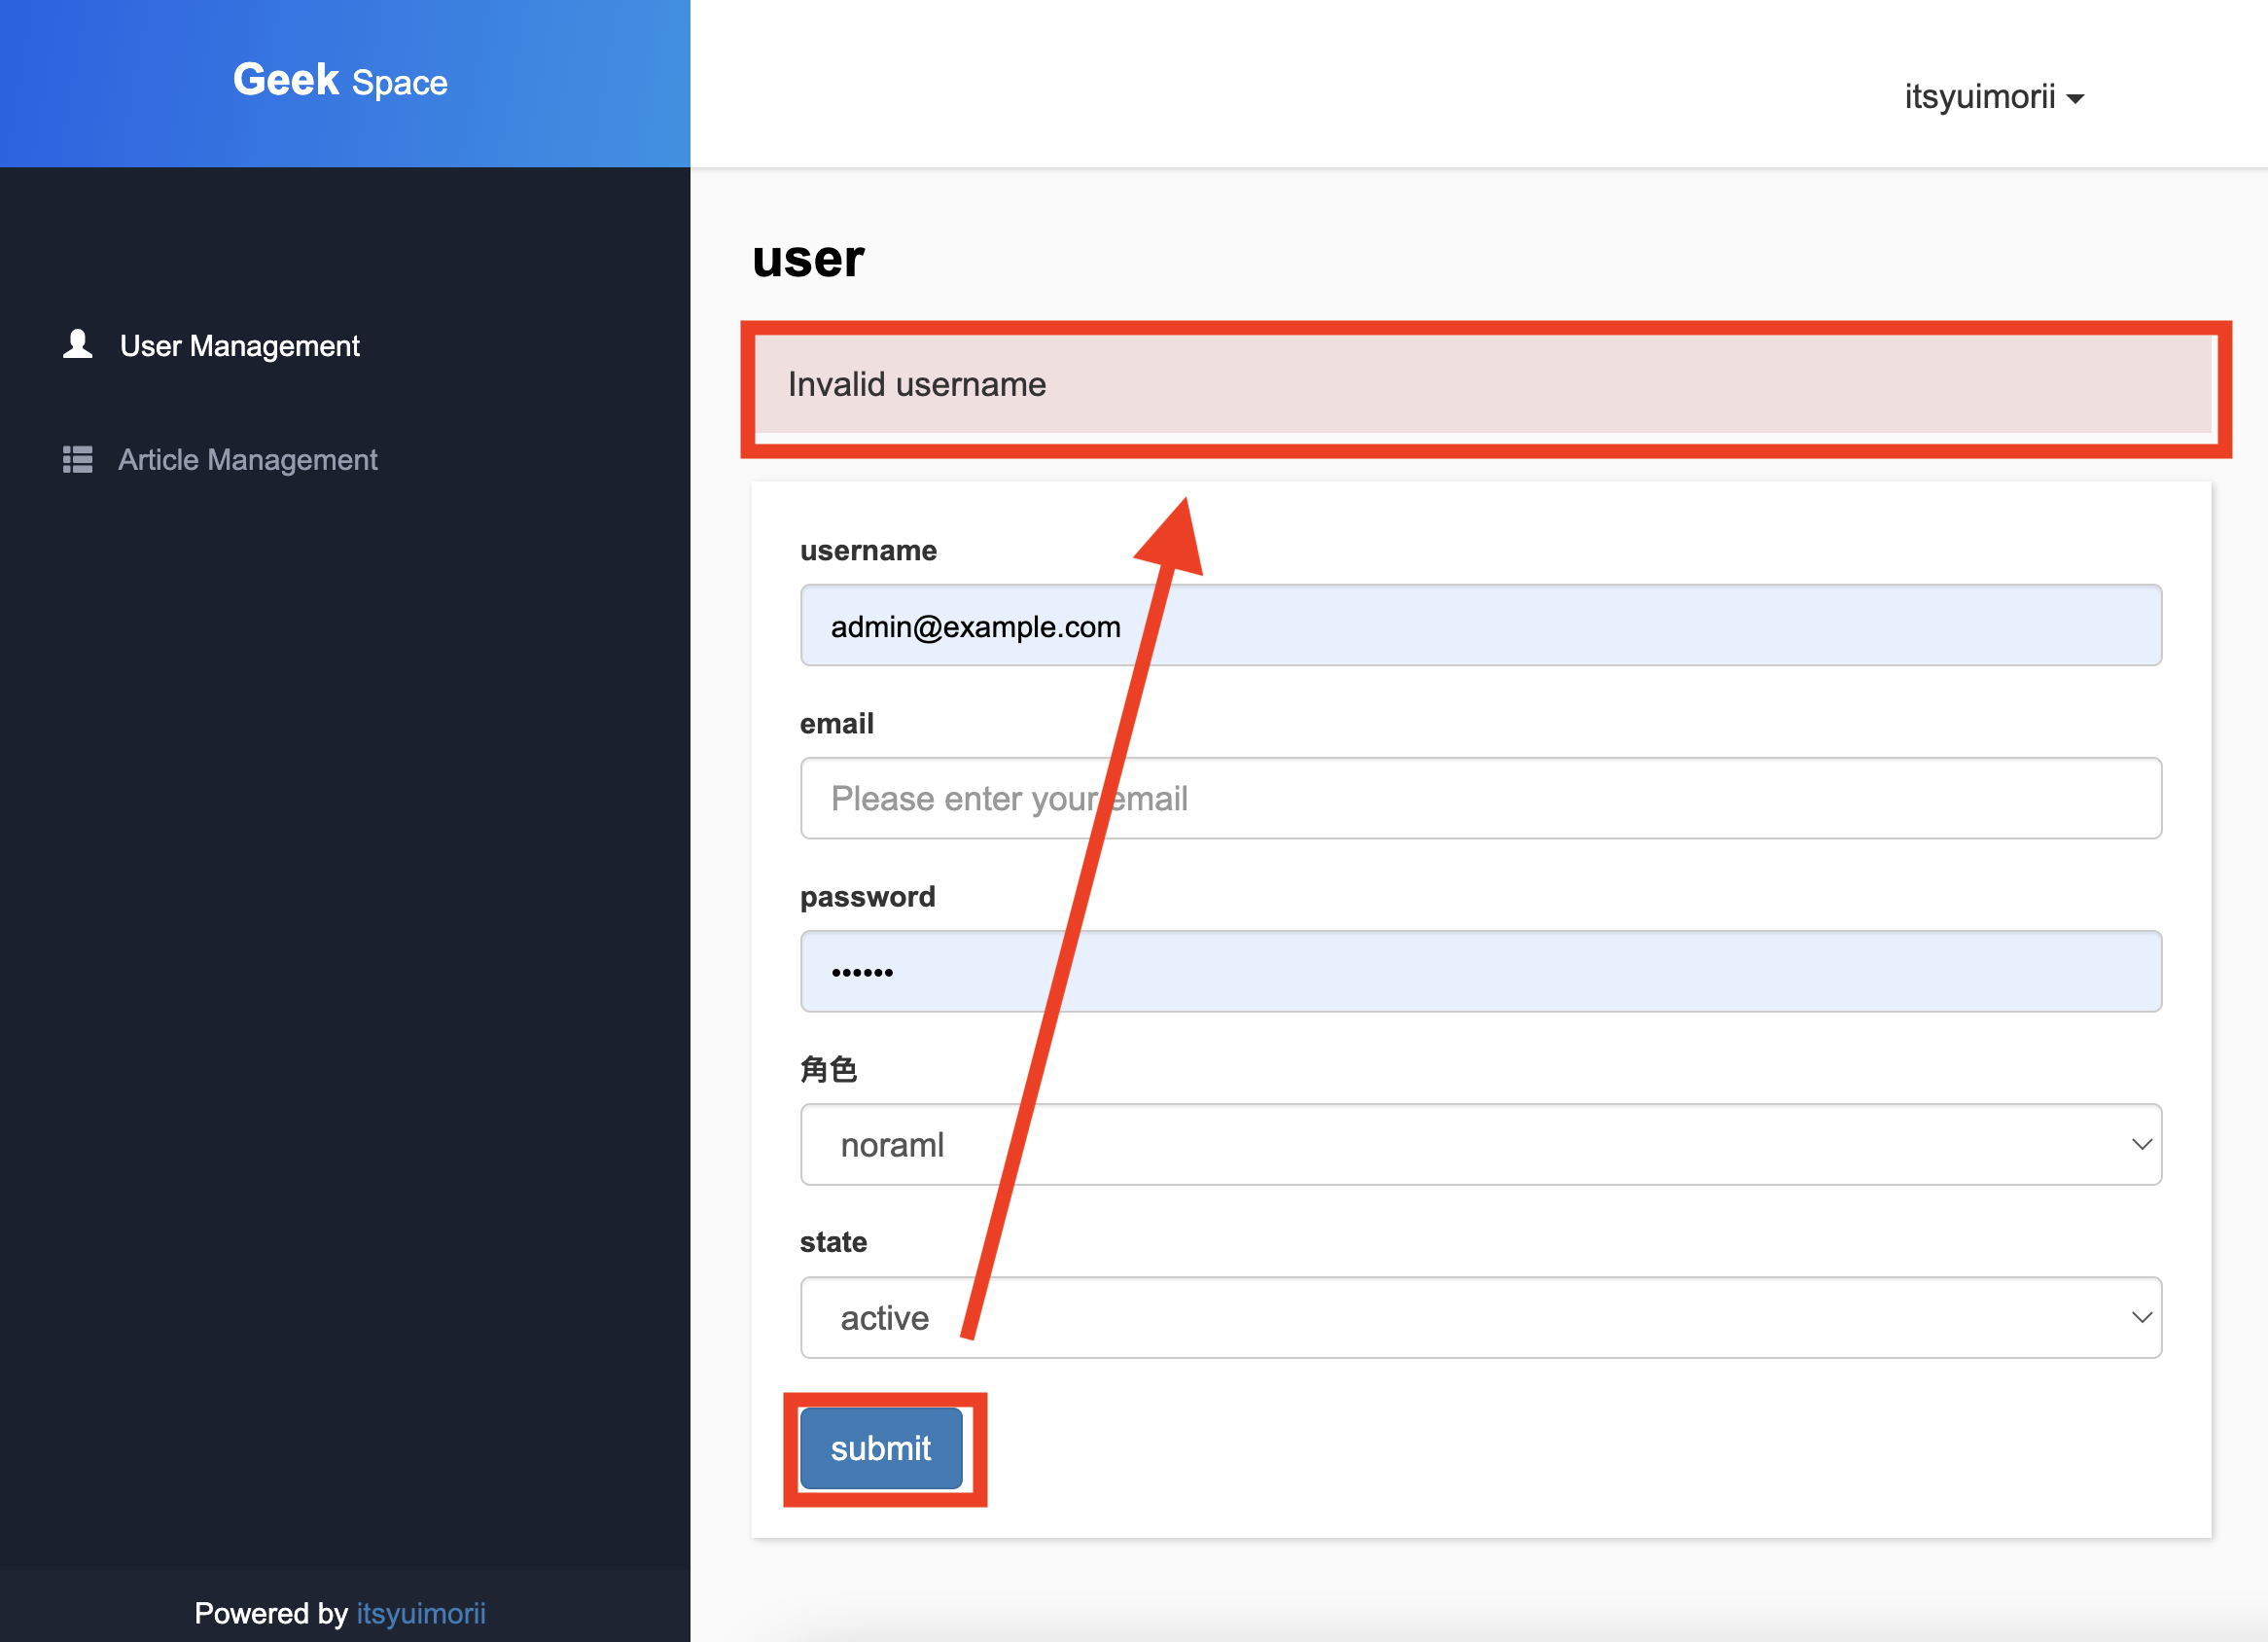 Geek Space
itsyuimorii
User Management
Article Management
user
Invalid username
username
admin@example.com
email
Please enter your email
password
••••••
角色
noraml
state
active
submit
Powered by itsyuimorii